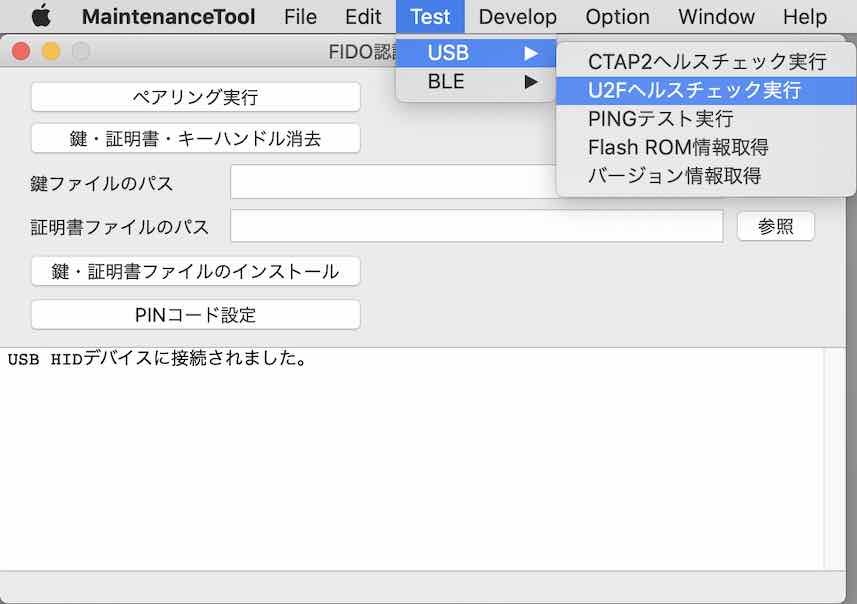 MaintenanceTool File Edit Test Develop Option Window Help
FIDO認
USB
BLE
CTAP2ヘルスチェック実行
U2Fヘルスチェック実行
PINGテスト実行
Flash ROM情報取得
バージョン情報取得
ペアリング実行
鍵・証明書・キーハンドル消去
鍵ファイルのパス
証明書ファイルのパス
参照
鍵・証明書ファイルのインストール
PINコード設定
USB HIDデバイスに接続されました。